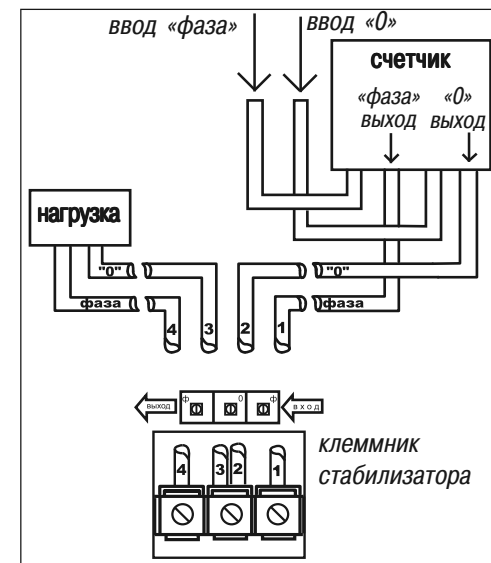 ввод «фаза»
ввод «0»
счетчик
«фаза» «0»
выход выход
нагрузка
"0"
"0"
фаза
фаза
4 3 2 1
выход
ф 0 ф
вход
4 3 2 1
клеммник
стабилизатора